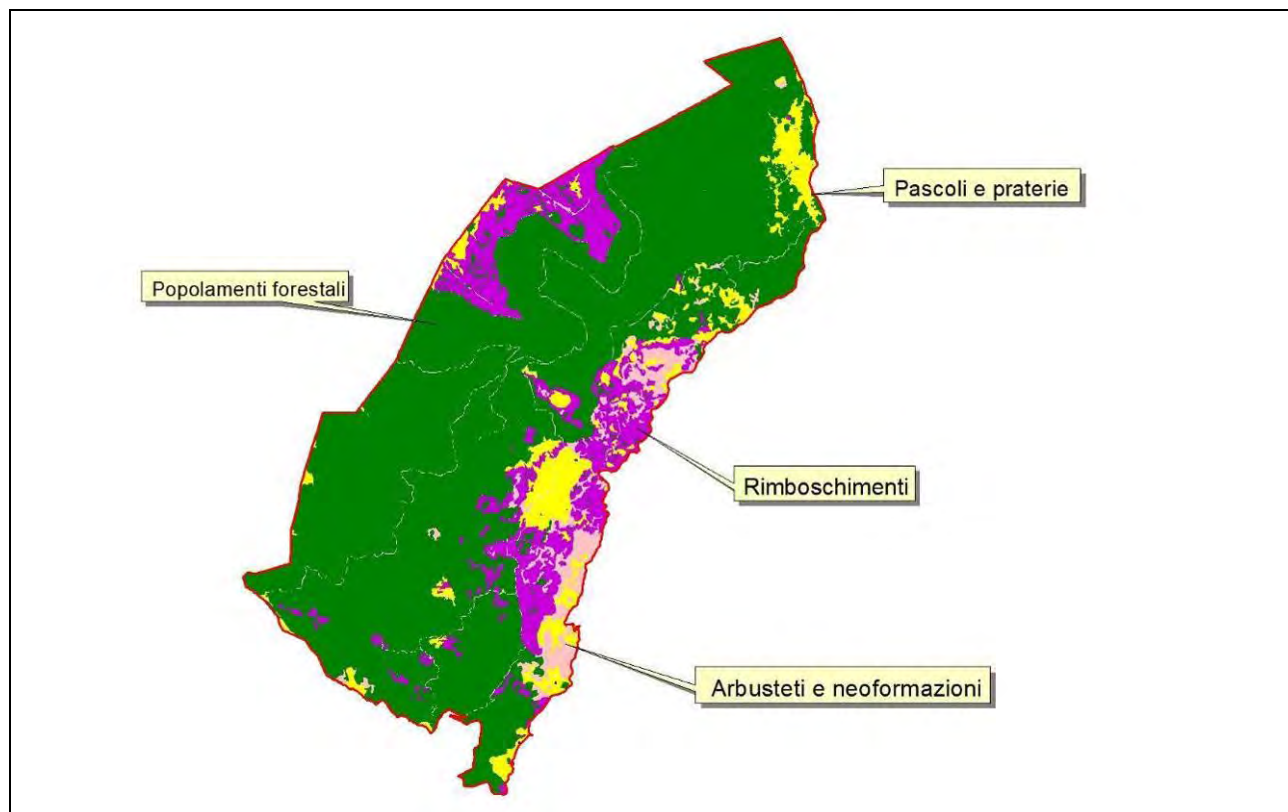 Pascoli e praterie
Popolamenti forestali
Rimboschimenti
Arbusteti e neoformazioni